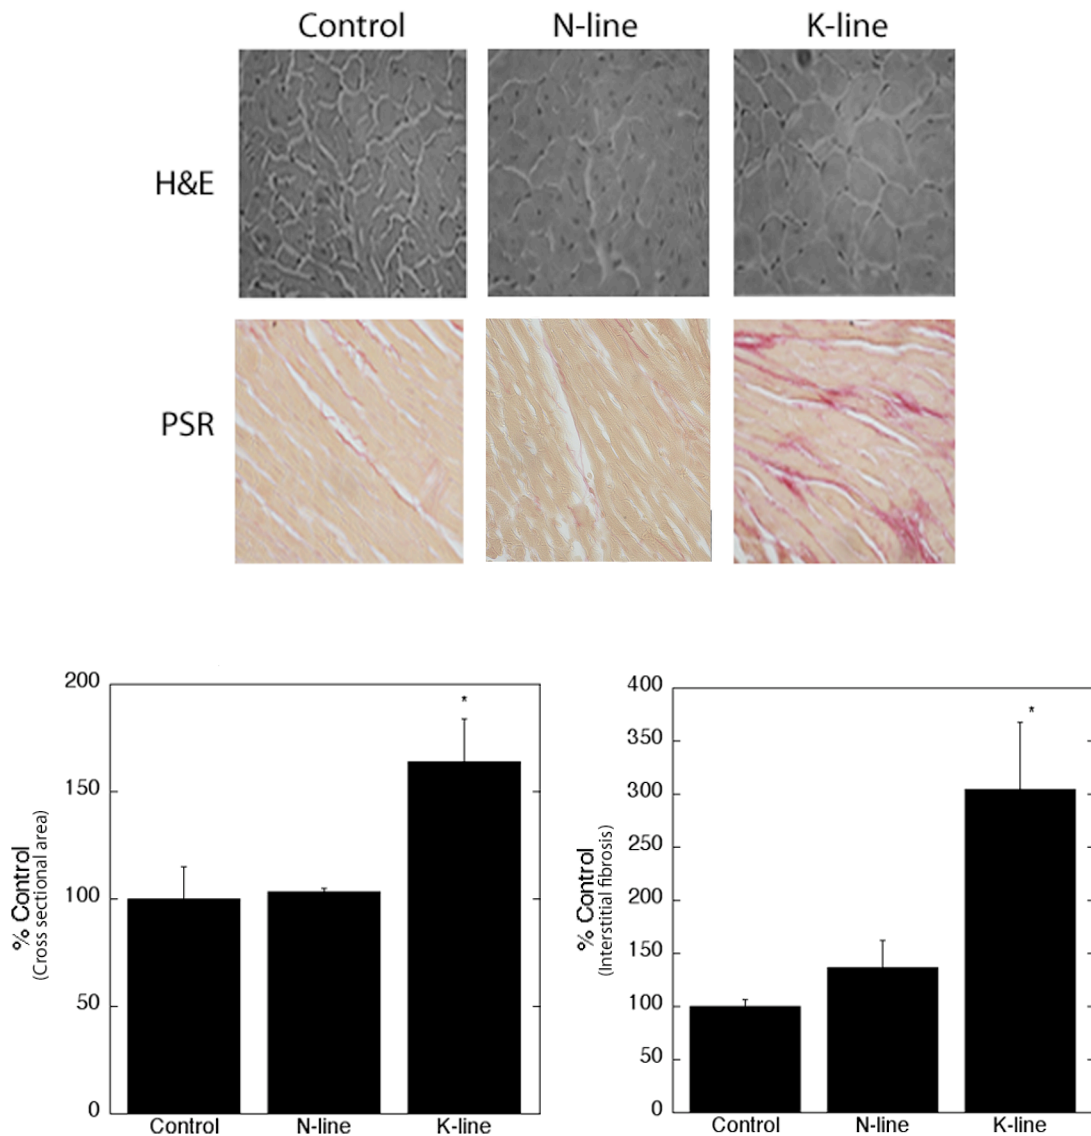 Control N-line K-line
H&E
PSR
200
150
100
50
0
% Control
(Cross sectional area)
*
Control N-line K-line
400
350
300
250
200
150
100
50
0
% Control
(Interstitial fibrosis)
*
Control N-line K-line